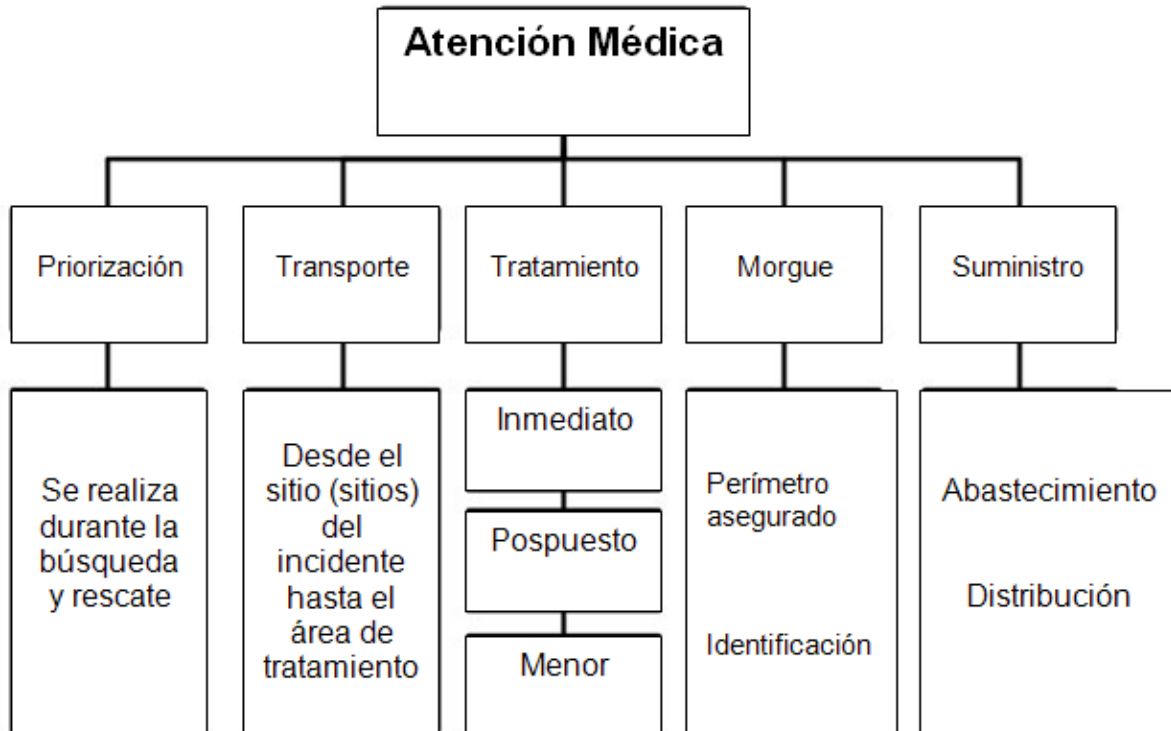 Atención Médica
Priorización
Transporte
Tratamiento
Morgue
Suministro
Se realiza
durante la
búsqueda
y rescate
Desde el
sitio (sitios)
del
incidente
hasta el
área de
tratamiento
Inmediato
Pospuesto
Menor
Perímetro
asegurado
Identificación
Abastecimiento
Distribución